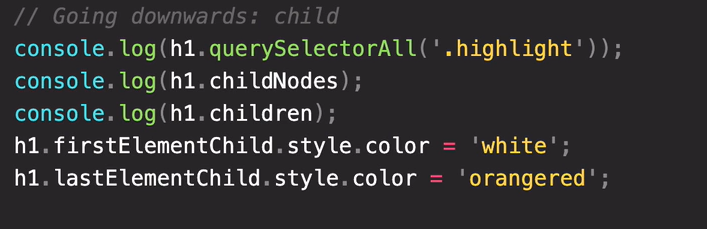 // Going downwards: child
console.log(h1.querySelectorAll('.highlight'));
console.log(h1.childNodes);
console.log(h1.children);
h1.firstElementChild.style.color = 'white';
h1.lastElementChild.style.color = 'orangered';